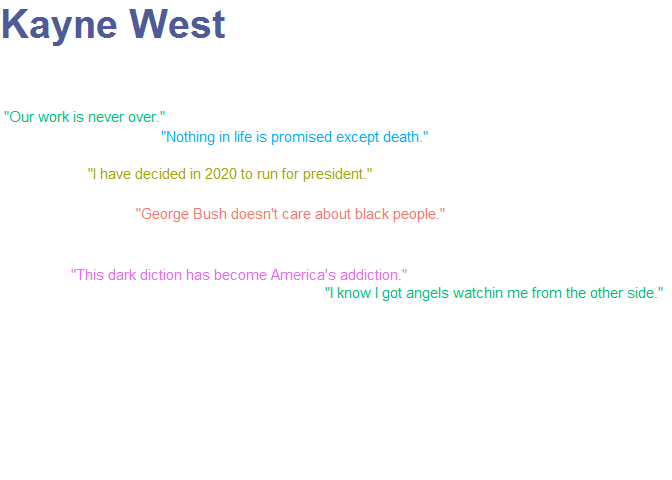 Kayne West
"Our work is never over."
"Nothing in life is promised except death."
"I have decided in 2020 to run for president."
"George Bush doesn't care about black people."
"This dark diction has become America's addiction."
"I know I got angels watchin me from the other side."